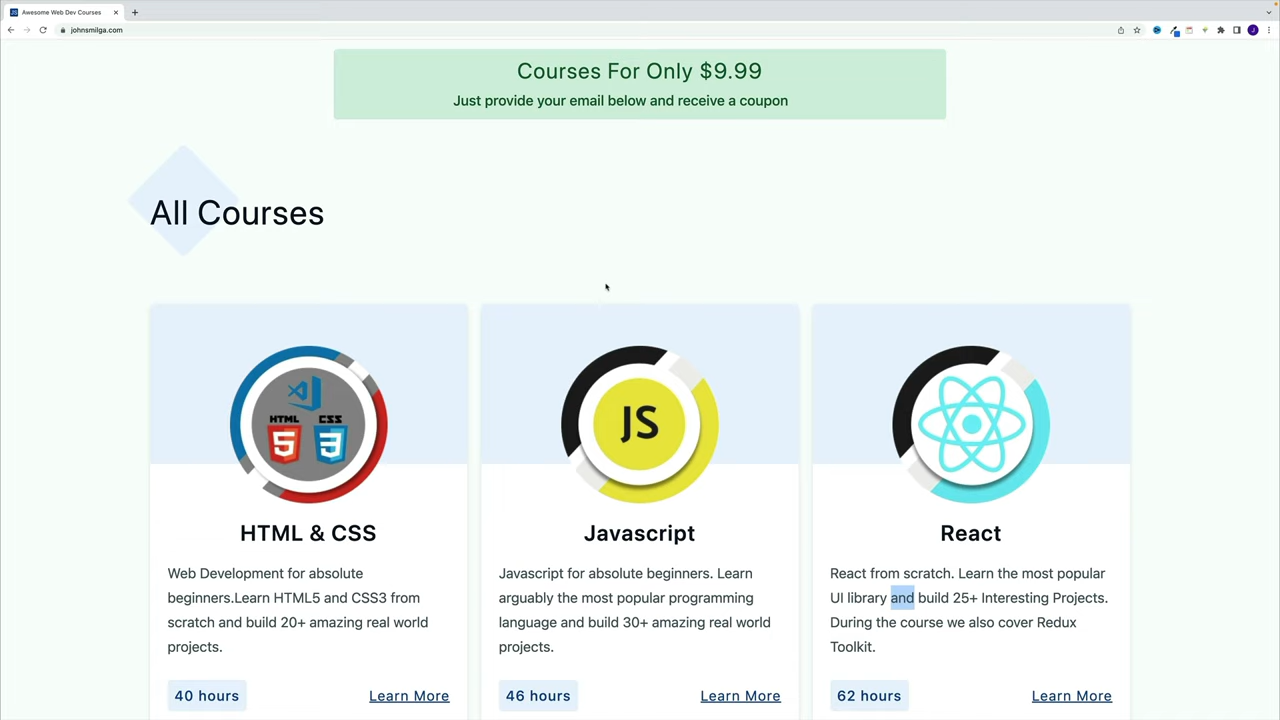 Awesome Web Dev Courses
johnsmilga.com
J
Courses For Only $9.99
Just provide your email below and receive a coupon
All Courses
HTML CSS
5 3
JS
HTML & CSS
Javascript
React
Web Development for absolute
beginners.Learn HTML5 and CSS3 from
scratch and build 20+ amazing real world
projects.
Javascript for absolute beginners. Learn
arguably the most popular programming
language and build 30+ amazing real world
projects.
React from scratch. Learn the most popular
UI library and build 25+ Interesting Projects.
During the course we also cover Redux
Toolkit.
40 hours
Learn More
46 hours
Learn More
62 hours
Learn More